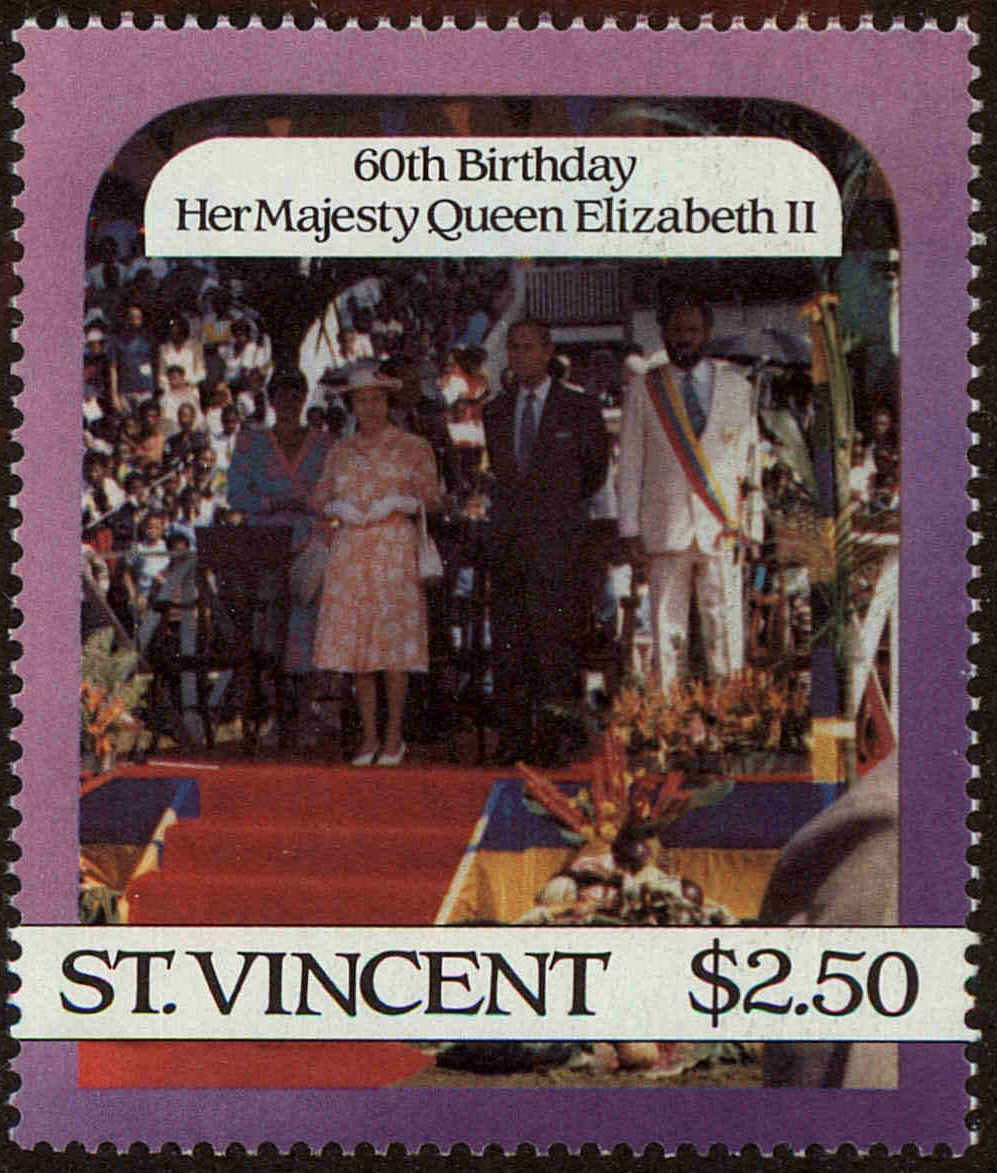 60th Birthday
Her Majesty Queen Elizabeth II
ST. VINCENT $2.50